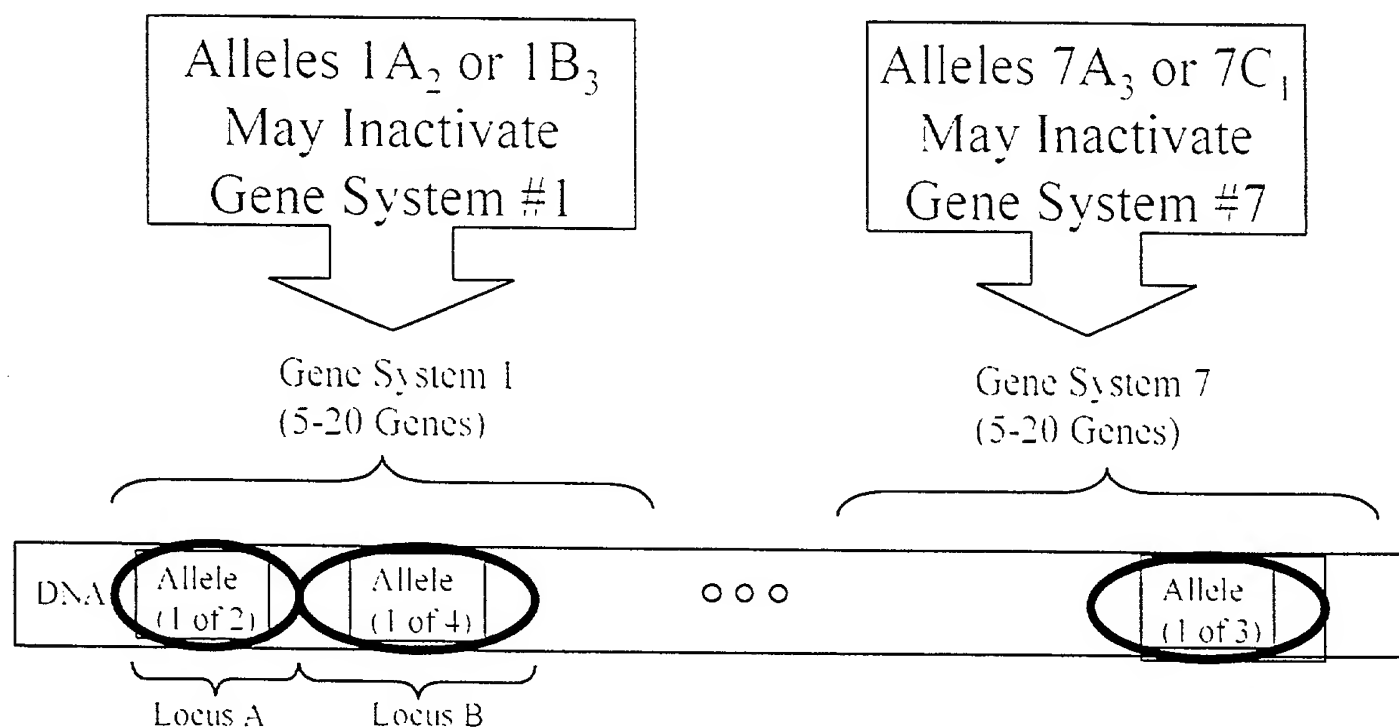 Alleles 1A₂ or 1B₃
May Inactivate
Gene System #1
Alleles 7A₃ or 7C₁
May Inactivate
Gene System #7
Gene System 1
(5-20 Genes)
Gene System 7
(5-20 Genes)
DNA
Allele
(1 of 2)
Allele
(1 of 4)
Allele
(1 of 3)
Locus A
Locus B